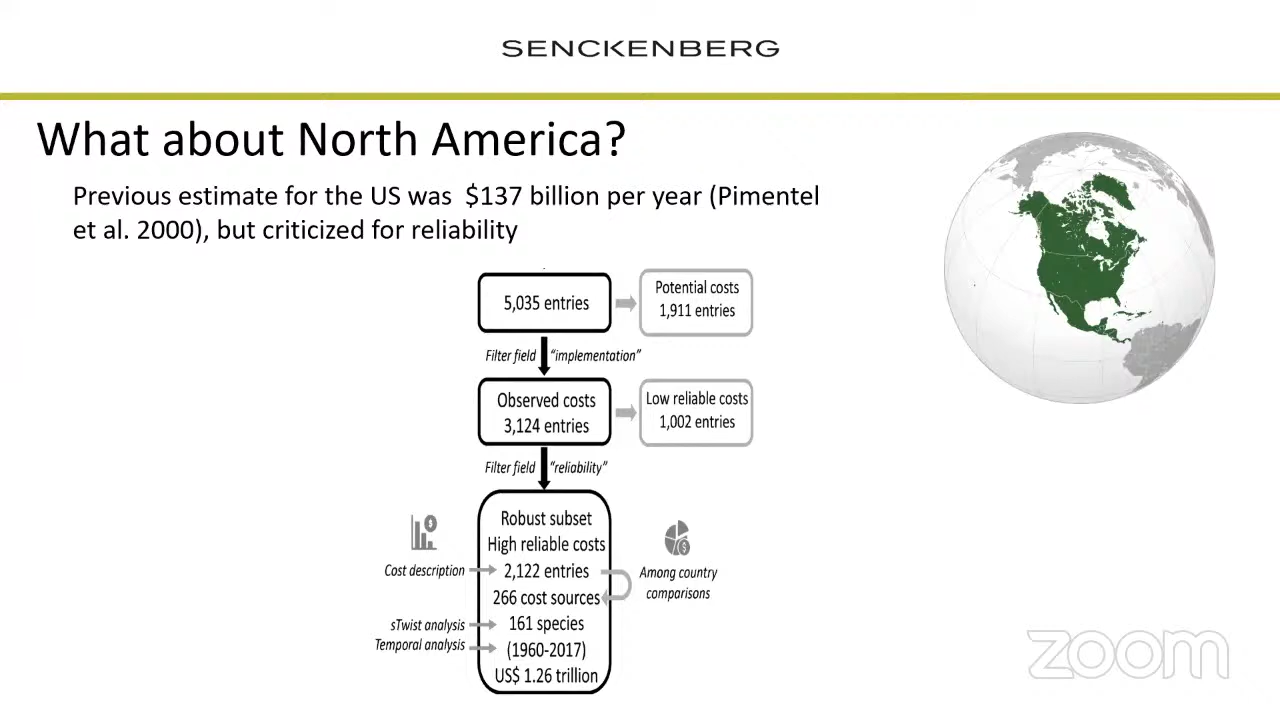 SENCKENBERG
What about North America?
Previous estimate for the US was $137 billion per year (Pimentel
et al. 2000), but criticized for reliability
5,035 entries
Potential costs
1,911 entries
Filter field "implementation"
Observed costs
3,124 entries
Low reliable costs
1,002 entries
Filter field "reliability"
Robust subset
High reliable costs
Cost description
2,122 entries
Among country
comparisons
266 cost sources
sTwist analysis
161 species
Temporal analysis
(1960-2017)
US$ 1.26 trillion
zoom